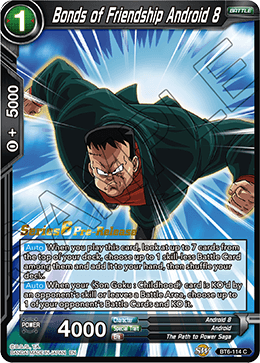 1
Bonds of Friendship Android 8
BATTLE
+ 5000
Series 6 Pre-Release
Auto When you play this card, look at up to 7 cards
from the top of your deck, choose up to 1 skill-less Battle Card
among them and add it to your hand, then shuffle your
deck.
Auto When your ‹Son Goku : Childhood› card is KO'd by
an opponent's skill or leaves a Battle Area, choose up to
1 of your opponent's Battle Cards and KO it.
POWER
4000
Character
Android 8
Special Trait
Android
Era
The Path to Power Saga
BT6-114 C